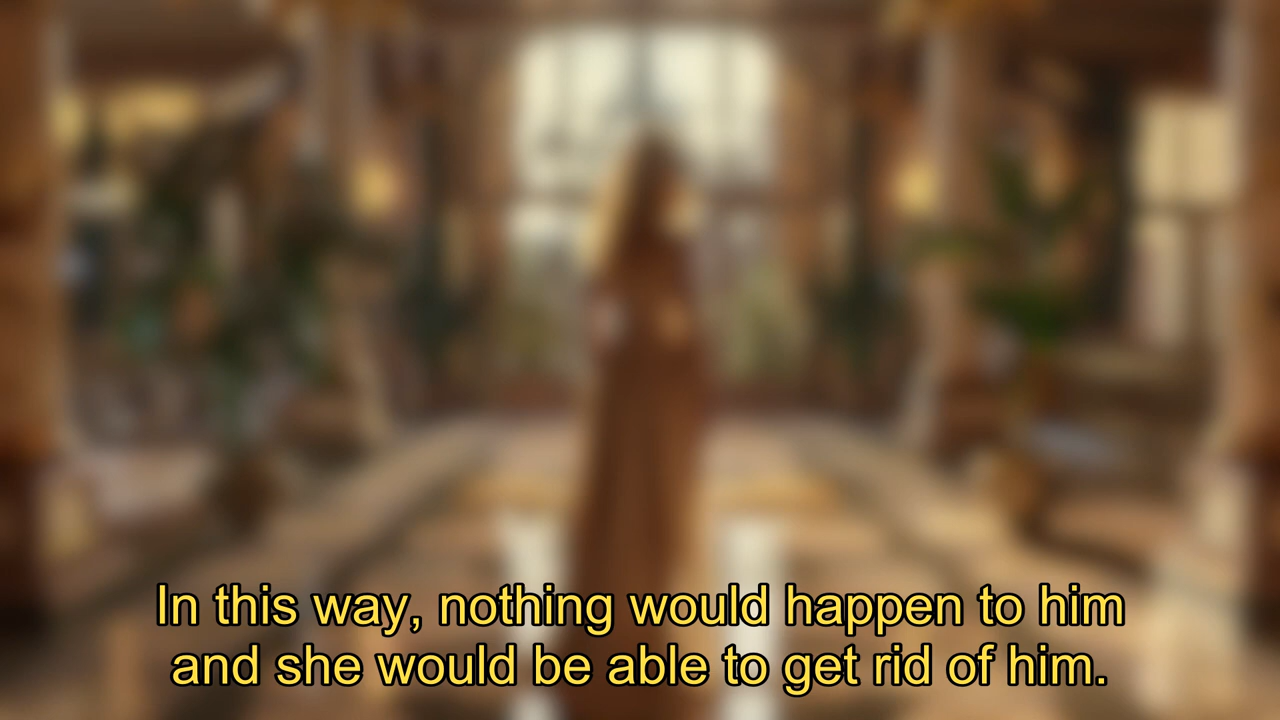 In this way, nothing would happen to him
and she would be able to get rid of him.